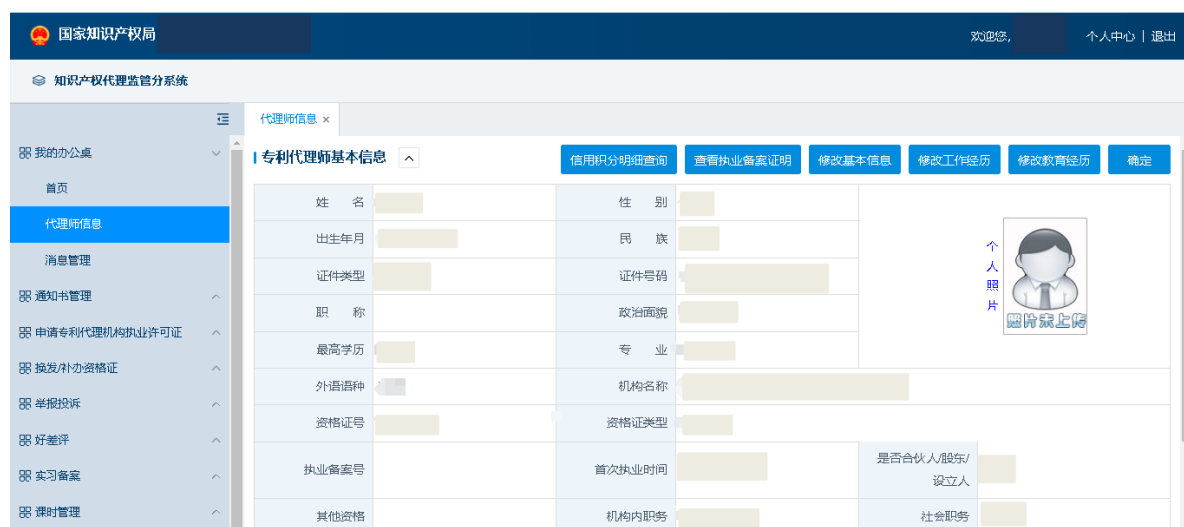 国家知识产权局
欢迎您, 个人中心 | 退出
知识产权代理监管分系统
代理师信息 ×
我的办公桌
首页
代理师信息
消息管理
通知书管理
申请专利代理机构执业许可证
换发/补办资格证
举报投诉
好差评
实习备案
课时管理
专利代理师基本信息
信用积分明细查询 查看执业备案证明 修改基本信息 修改工作经历 修改教育经历 确定
姓 名 性 别
出生年月 民 族
证件类型 证件号码
职 称 政治面貌
最高学历 专 业
个人照片
照片未上传
外语语种 机构名称
资格证号 资格证类型
执业备案号 首次执业时间 是否合伙人/股东/
设立人
其他资格 机构内职务 社会职务